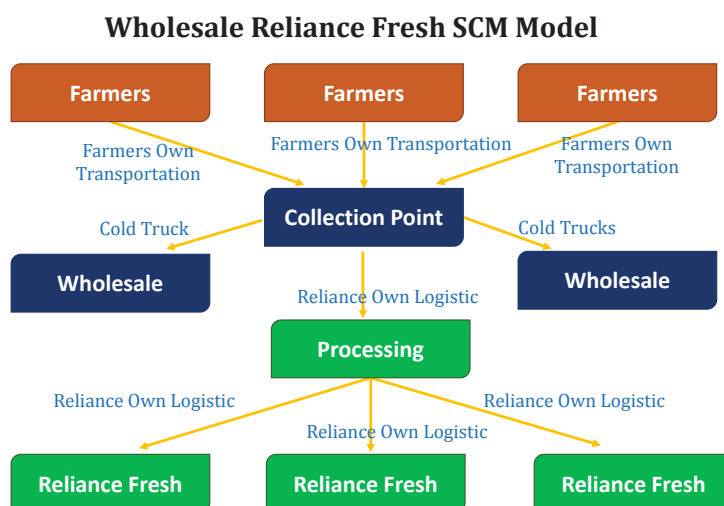 Wholesale Reliance Fresh SCM Model
Farmers
Farmers
Farmers
Farmers Own
Transportation
Farmers Own Transportation
Farmers Own
Transportation
Collection Point
Cold Truck
Cold Trucks
Wholesale
Wholesale
Reliance Own Logistic
Processing
Reliance Own Logistic
Reliance Own Logistic
Reliance Own Logistic
Reliance Fresh
Reliance Fresh
Reliance Fresh